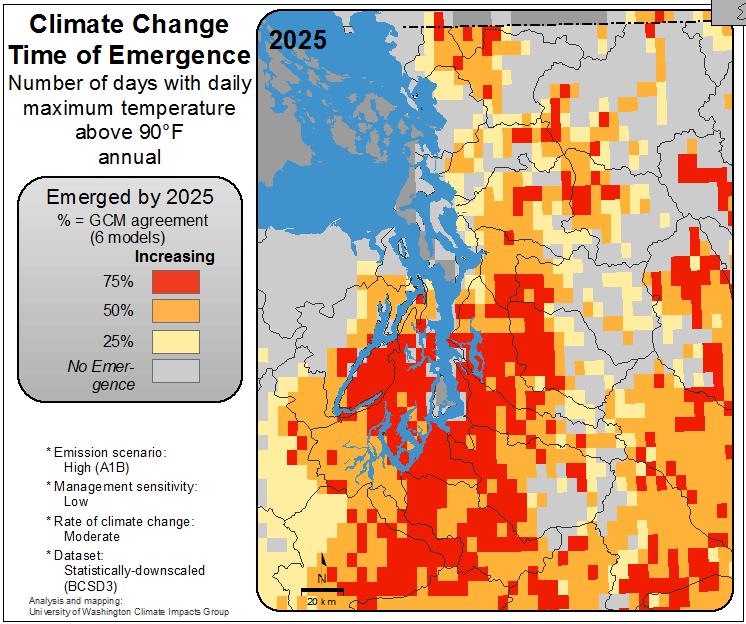 Climate Change
Time of Emergence
Number of days with daily
maximum temperature
above 90°F
annual
Emerged by 2025
% = GCM agreement
(6 models)
Increasing
75%
50%
25%
No Emer-
gence
* Emission scenario:
High (A1B)
* Management sensitivity:
Low
* Rate of climate change:
Moderate
* Dataset:
Statistically-downscaled
(BCSD3)
Analysis and mapping:
University of Washington Climate Impacts Group
2025
N
20 km